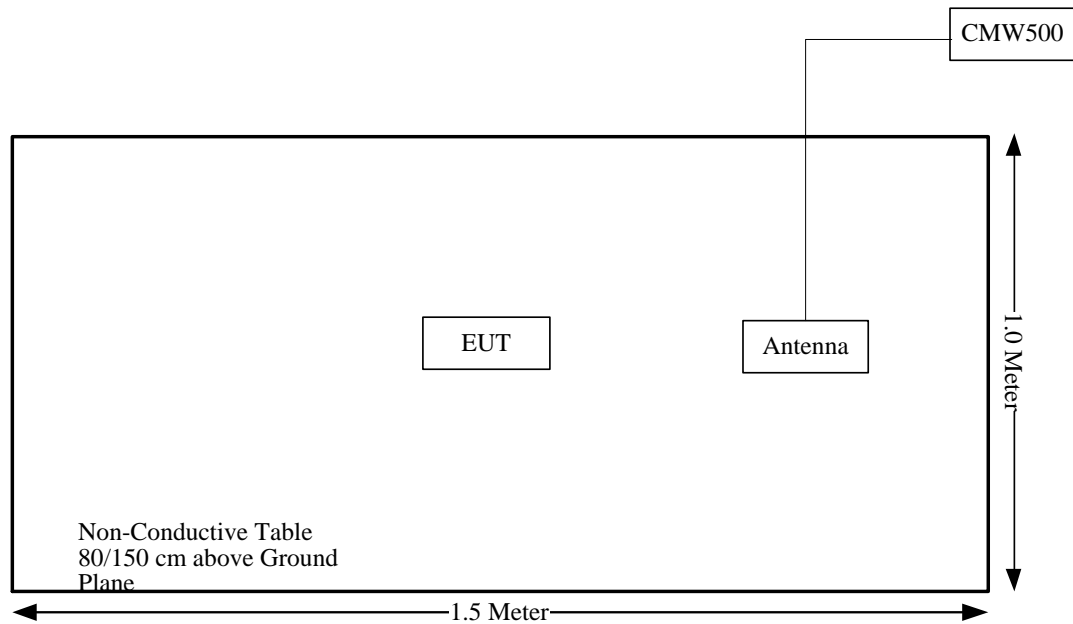 CMW500
EUT
Antenna
1.0 Meter
Non-Conductive Table
80/150 cm above Ground
Plane
1.5 Meter